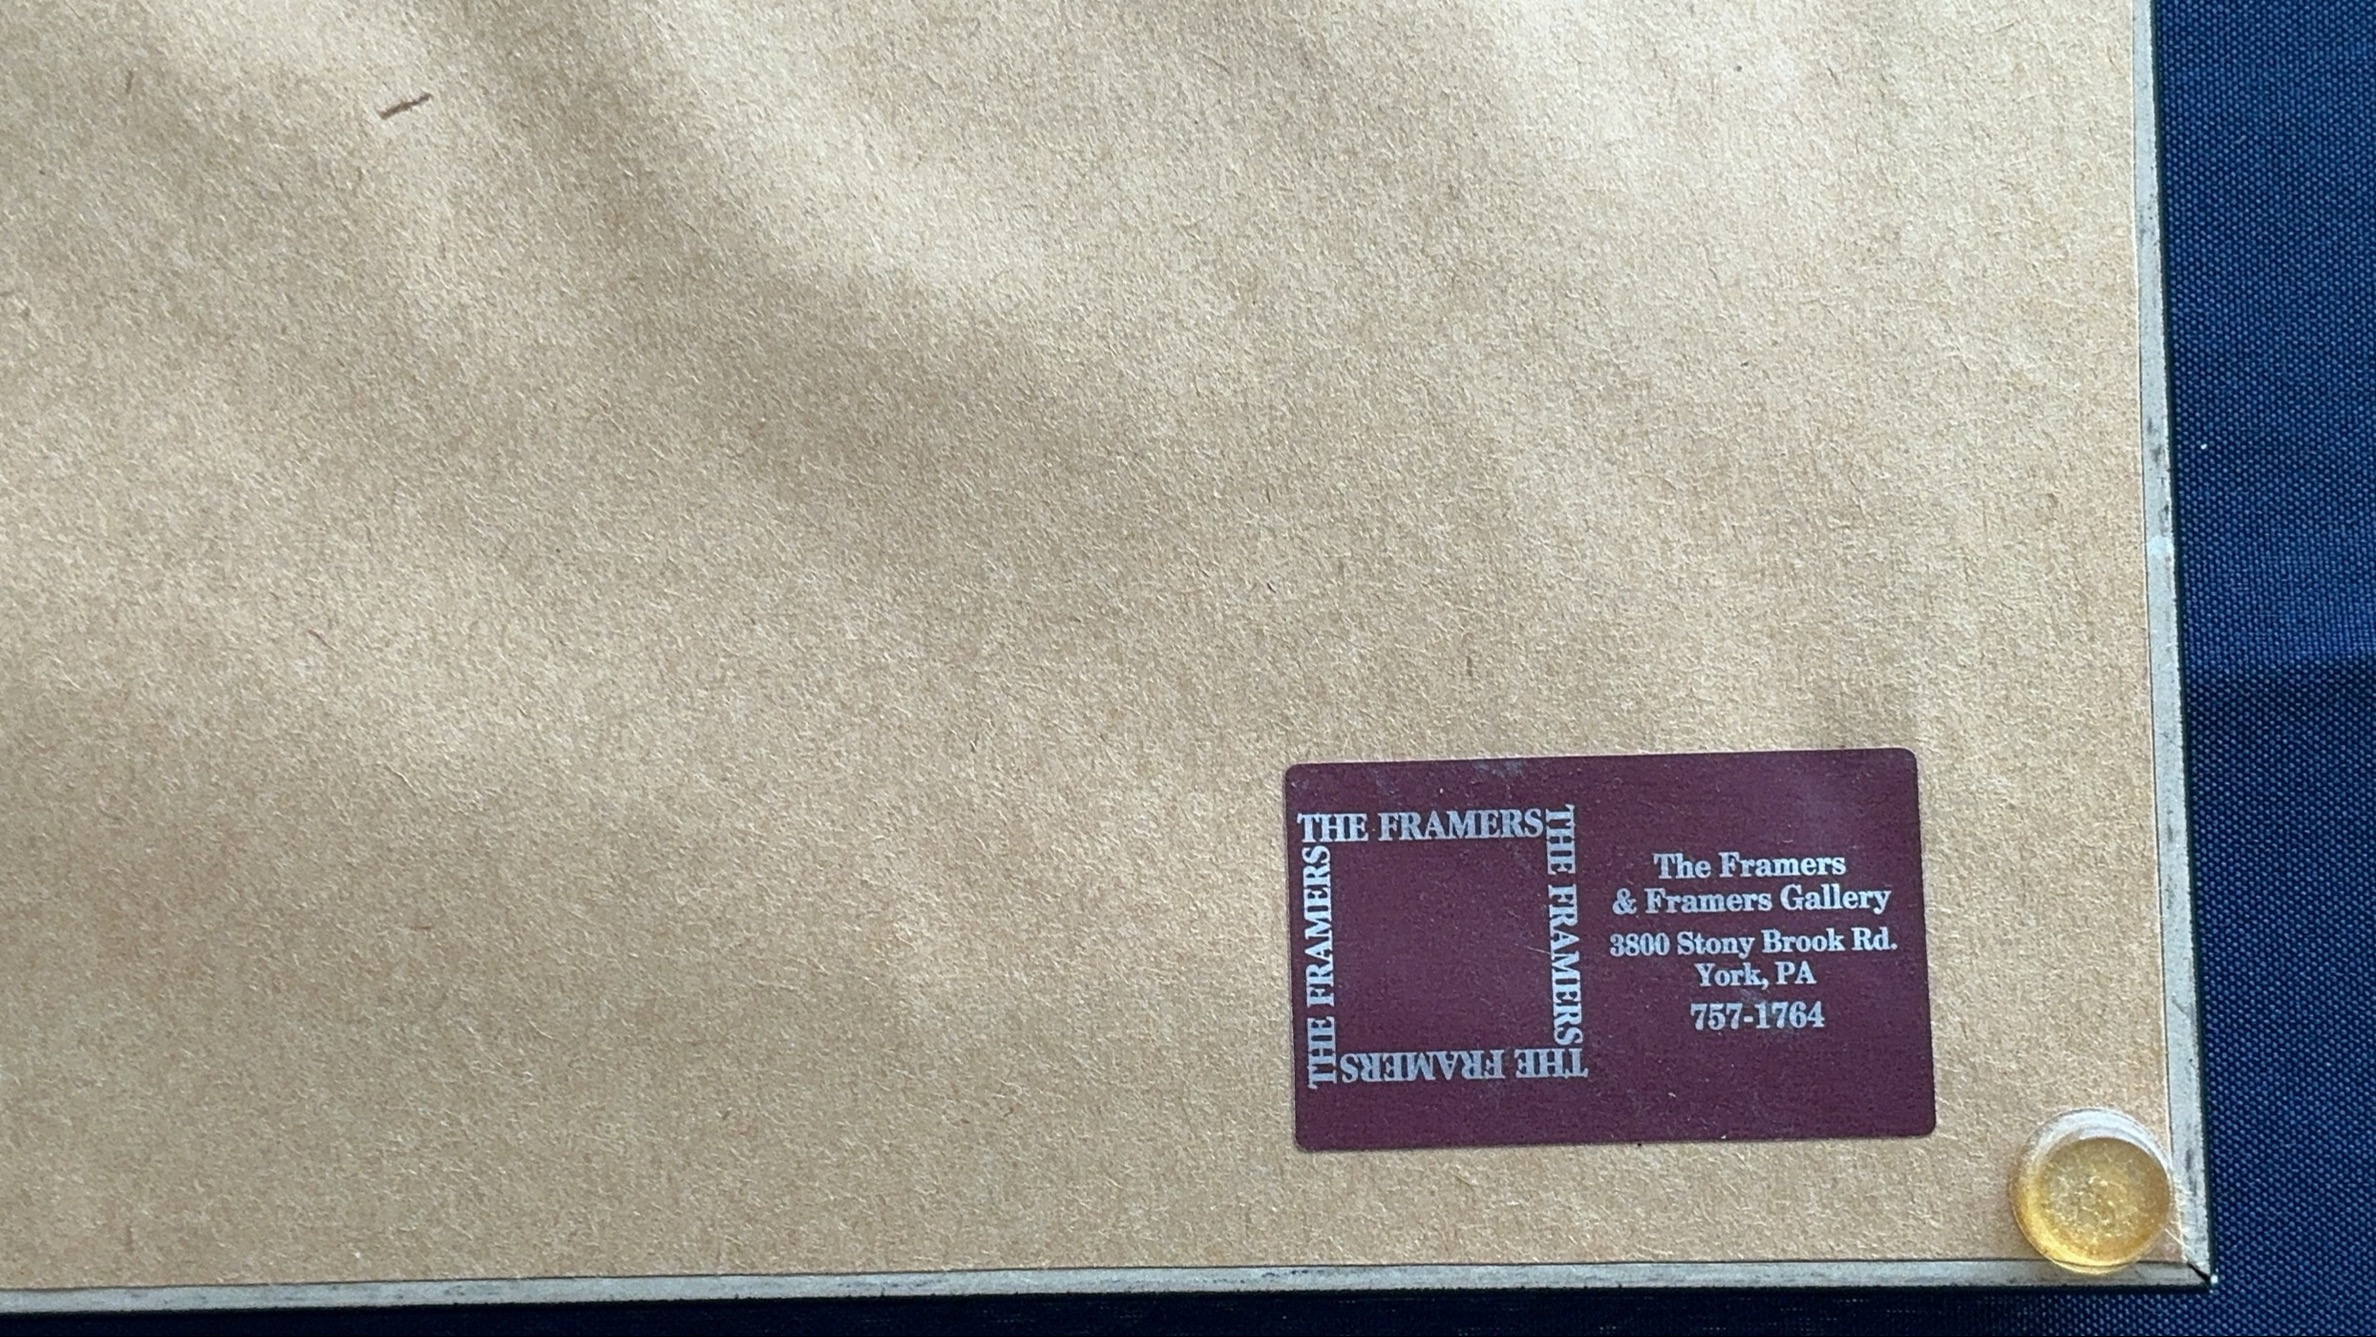 THE FRAMERS
THE FRAMERS
THE FRAMERS
THE FRAMERS
The Framers
& Framers Gallery
3800 Stony Brook Rd.
York, PA
757-1764